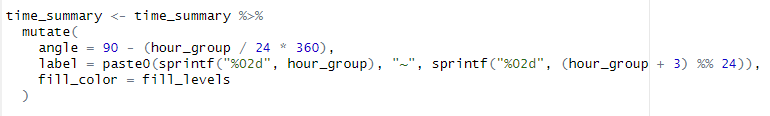 time_summary <- time_summary %>%
  mutate(
    angle = 90 - (hour_group / 24 * 360),
    label = paste0(sprintf("%02d", hour_group), "~", sprintf("%02d", (hour_group + 3) %% 24)),
    fill_color = fill_levels
  )